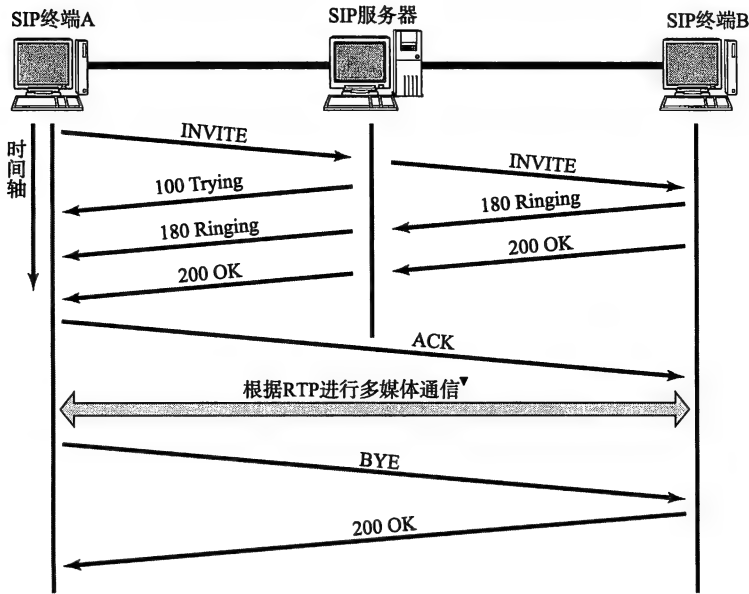 SIP终端A
SIP服务器
SIP终端B
时间轴
INVITE
INVITE
100 Trying
180 Ringing
180 Ringing
200 OK
200 OK
ACK
根据RTP进行多媒体通信▼
BYE
200 OK